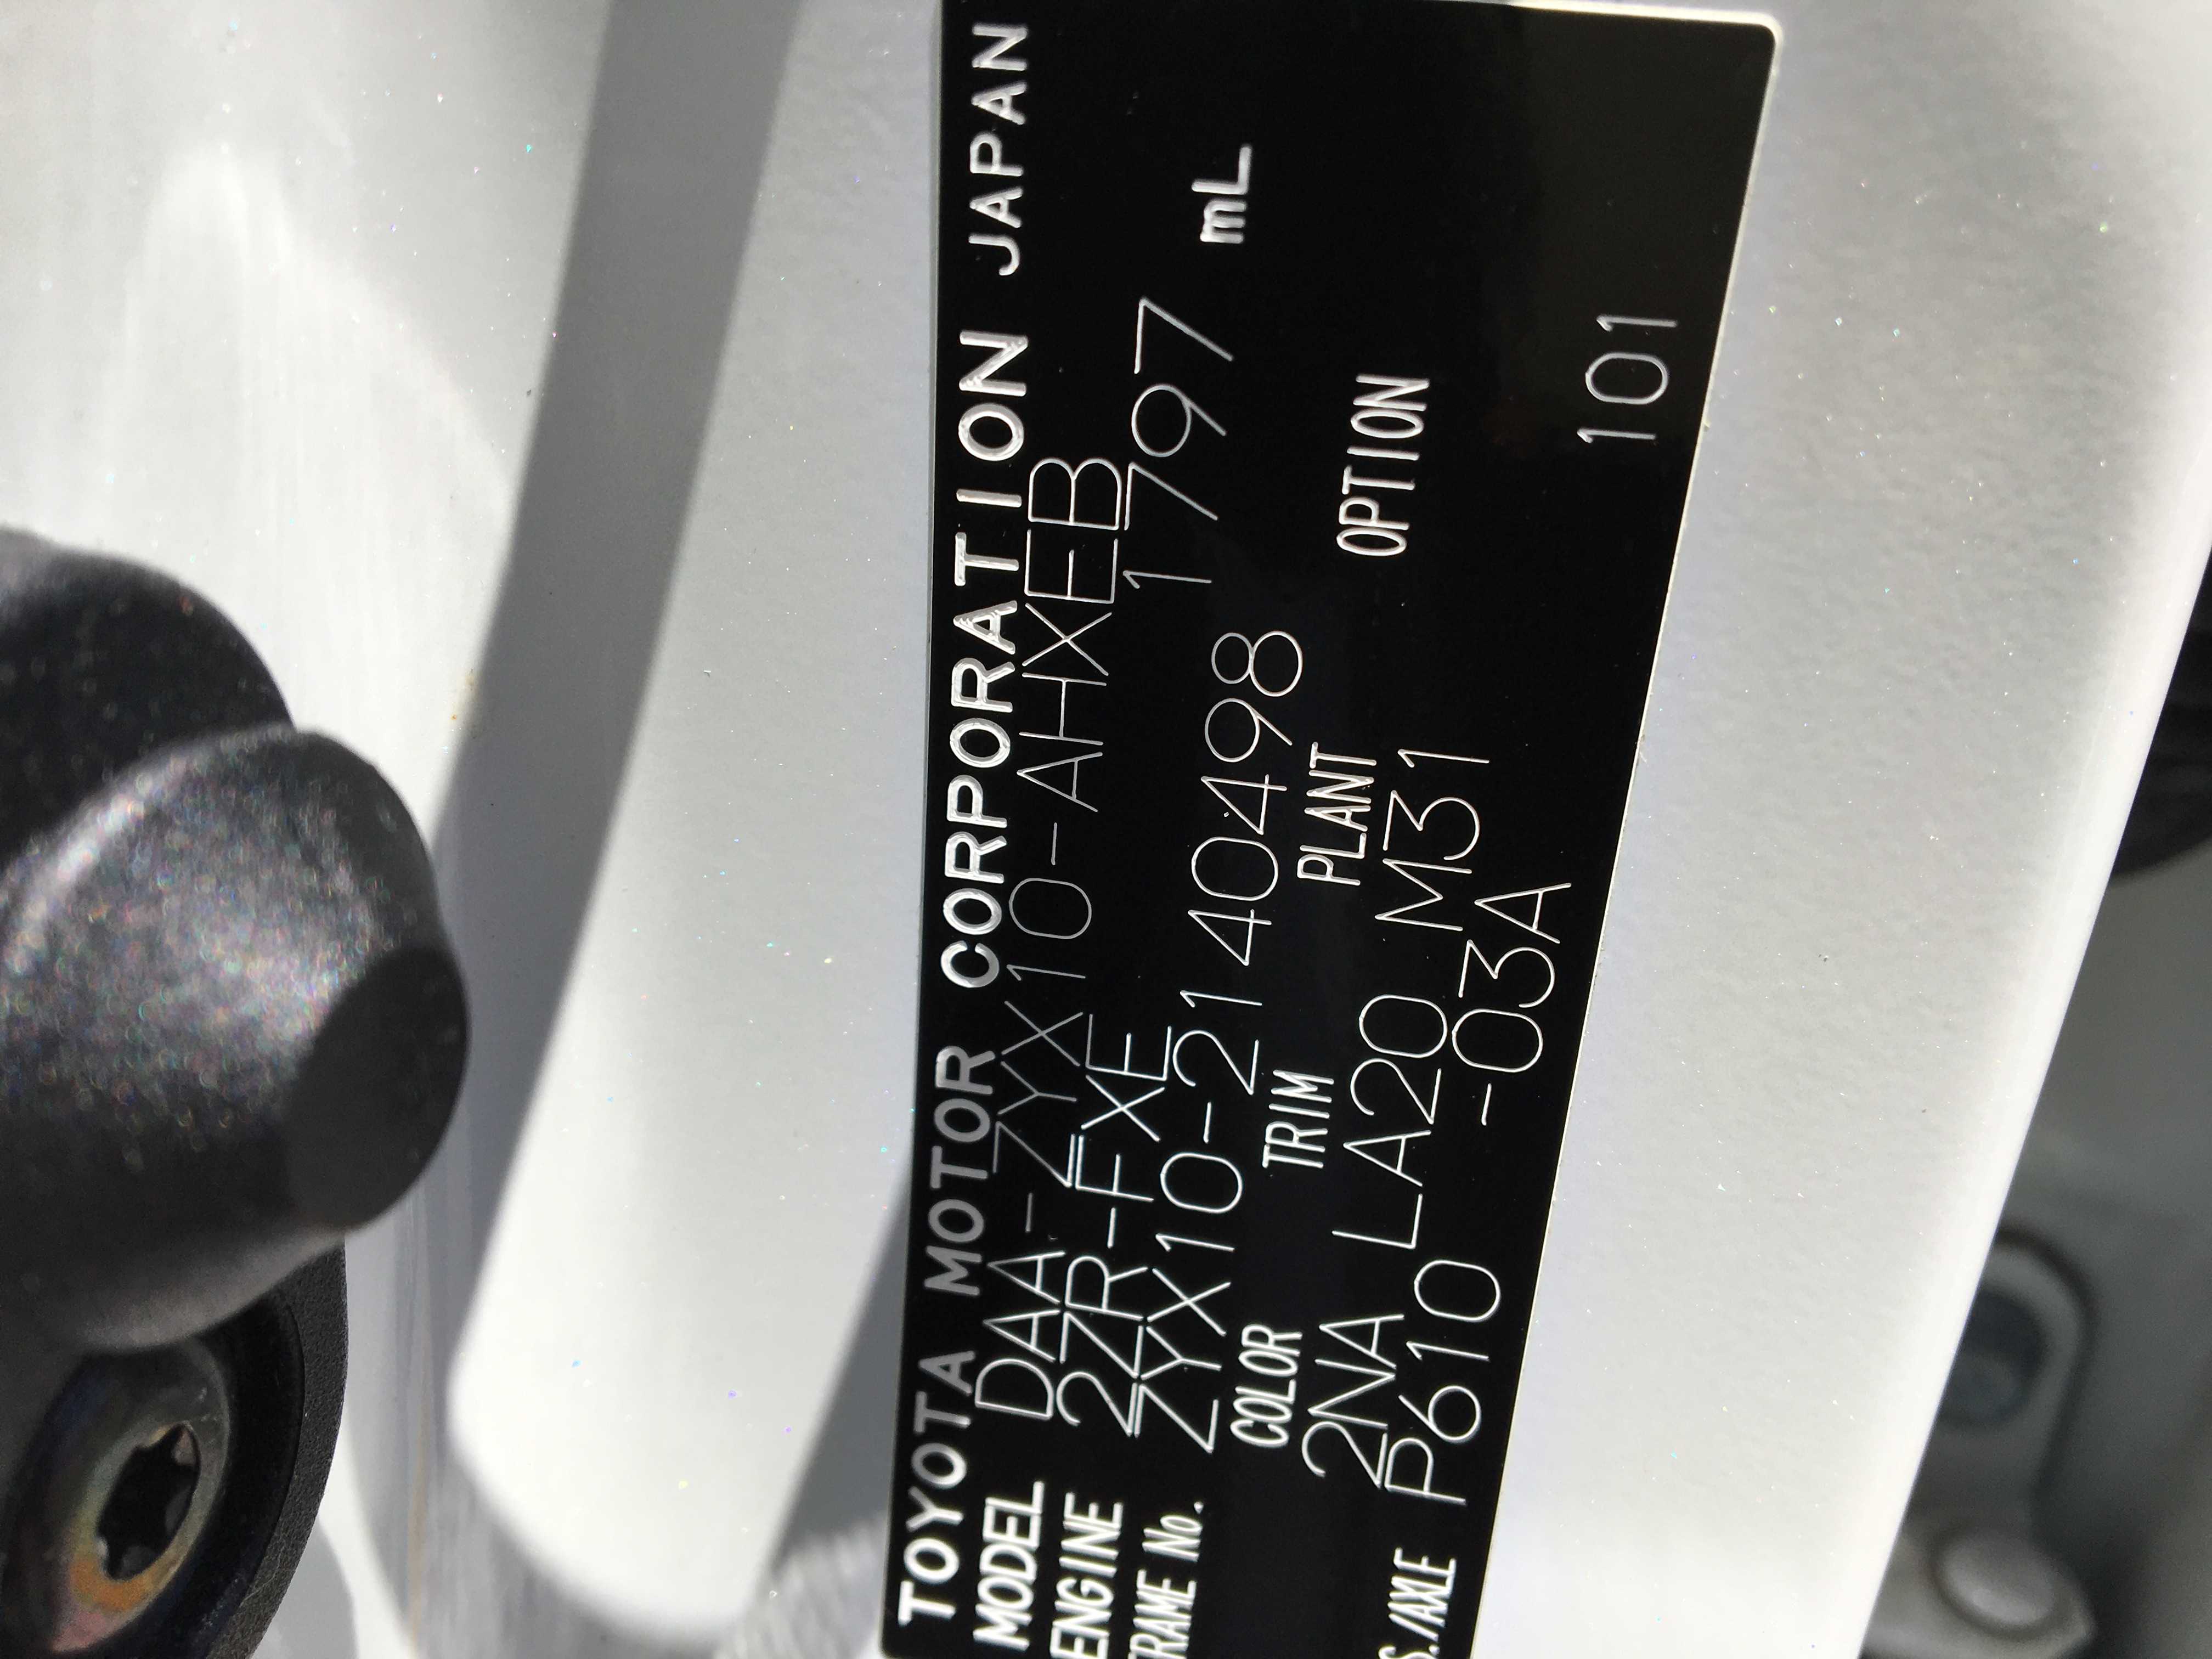 TOYOTA MOTOR CORPORATION JAPAN
MODEL DAA-ZYX10-AHXEB
ENGINE 2ZR-FXE 1797 mL
FRAME No. ZYX10-2140498
COLOR TRIM PLANT OPTION
2NA LA20 M31
S./AXLE P610 -03A 101